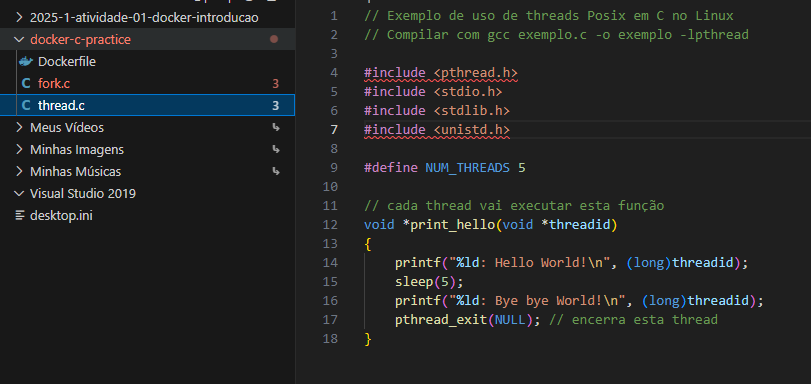 2025-1-atividade-01-docker-introducao
docker-c-practice
Dockerfile
C fork.c 3
C thread.c 3
Meus Vídeos
Minhas Imagens
Minhas Músicas
Visual Studio 2019
desktop.ini
1 // Exemplo de uso de threads Posix em C no Linux
2 // Compilar com gcc exemplo.c -o exemplo -lpthread
3
4 #include <pthread.h>
5 #include <stdio.h>
6 #include <stdlib.h>
7 #include <unistd.h>
8
9 #define NUM_THREADS 5
10
11 // cada thread vai executar esta função
12 void *print_hello(void *threadid)
13 {
14     printf("%ld: Hello World!\n", (long)threadid);
15     sleep(5);
16     printf("%ld: Bye bye World!\n", (long)threadid);
17     pthread_exit(NULL); // encerra esta thread
18 }